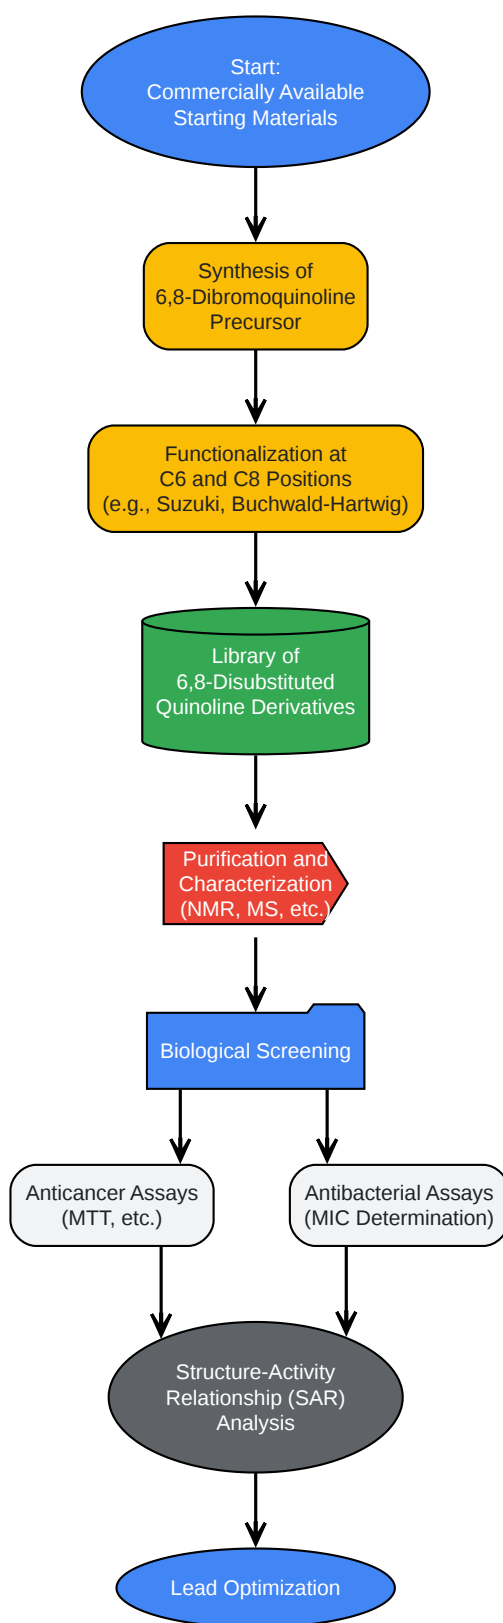 Start:
Commercially Available
Starting Materials
Synthesis of
6,8-Dibromoquinoline
Precursor
Functionalization at
C6 and C8 Positions
(e.g., Suzuki, Buchwald-Hartwig)
Library of
6,8-Disubstituted
Quinoline Derivatives
Purification and
Characterization
(NMR, MS, etc.)
Biological Screening
Anticancer Assays
(MTT, etc.)
Antibacterial Assays
(MIC Determination)
Structure-Activity
Relationship (SAR)
Analysis
Lead Optimization